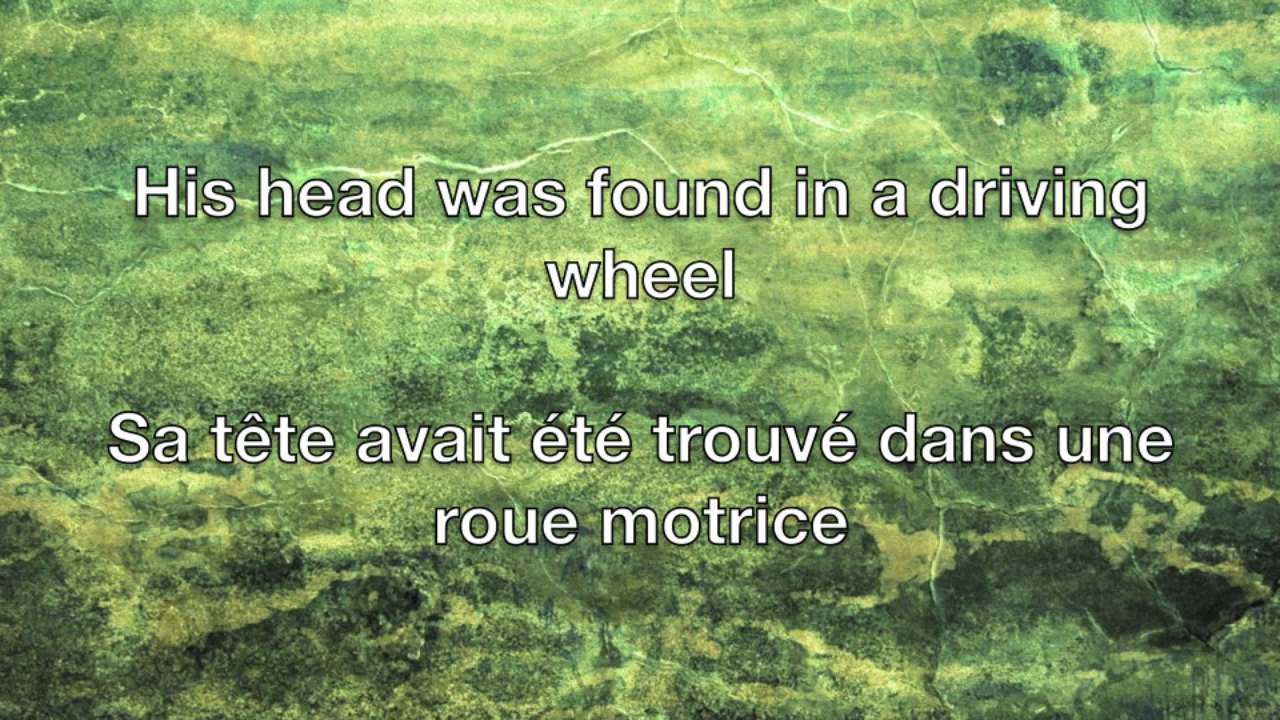 His head was found in a driving
wheel
Sa tête avait été trouvé dans une
roue motrice